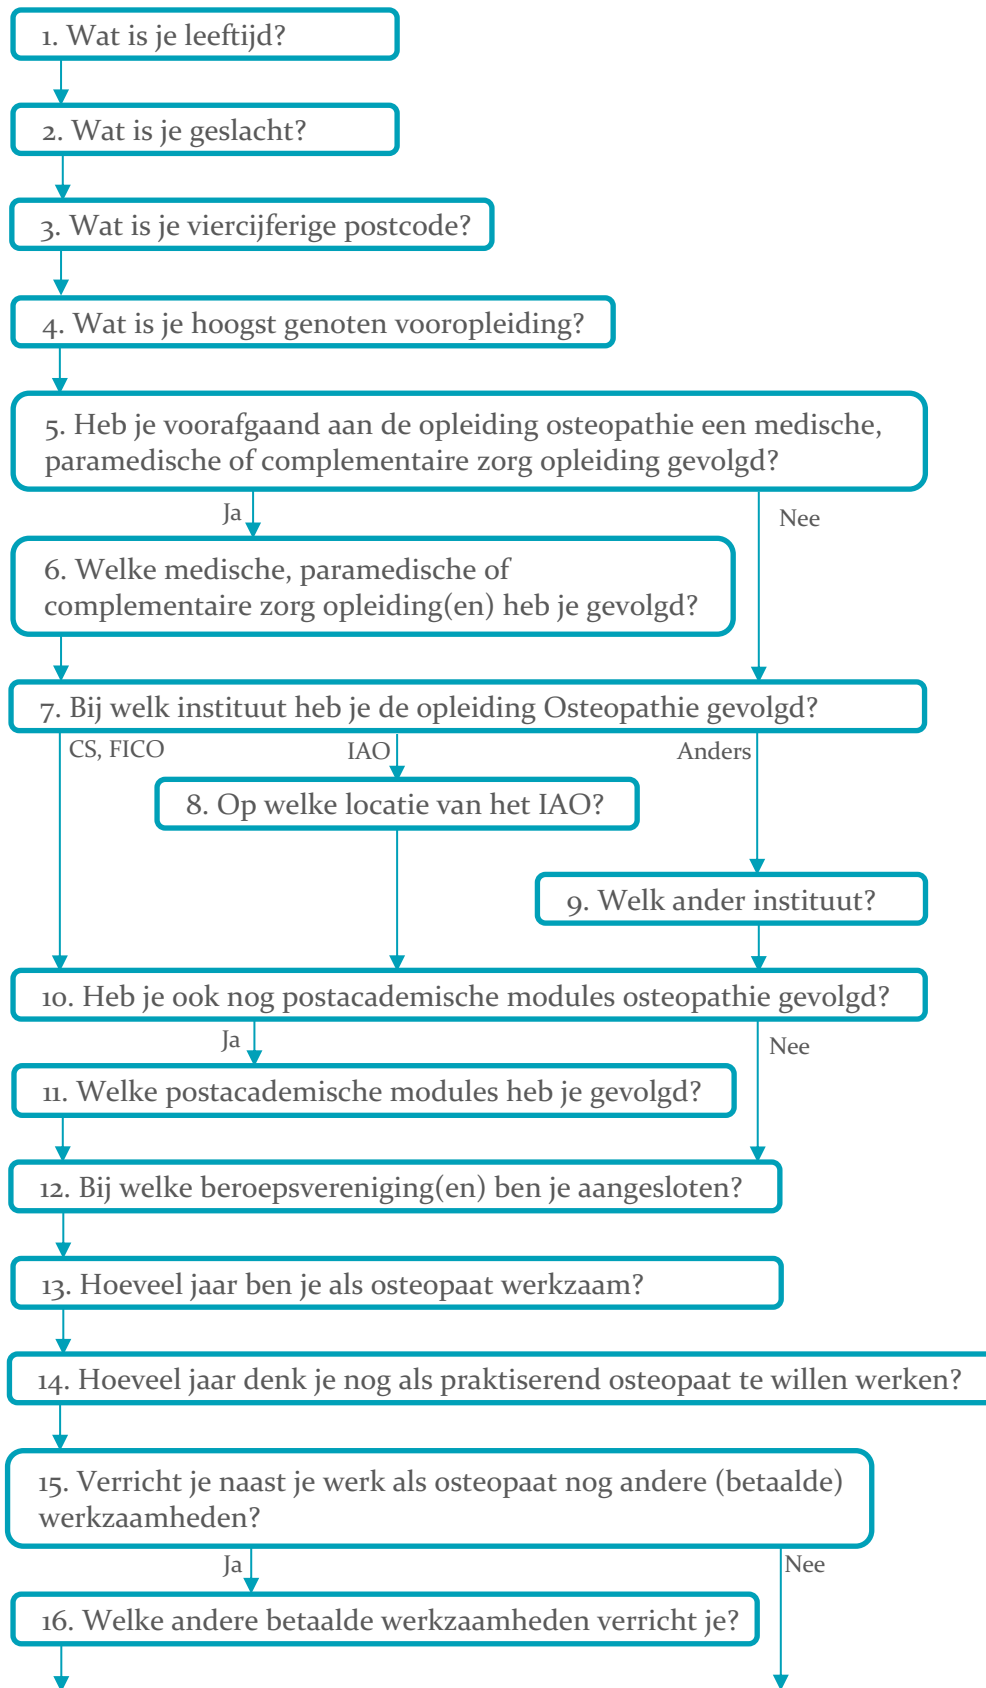 1. Wat is je leeftijd?
2. Wat is je geslacht?
3. Wat is je viercijferige postcode?
4. Wat is je hoogst genoten vooropleiding?
5. Heb je voorafgaand aan de opleiding osteopathie een medische,
paramedische of complementaire zorg opleiding gevolgd?
Ja
Nee
6. Welke medische, paramedische of
complementaire zorg opleiding(en) heb je gevolgd?
7. Bij welk instituut heb je de opleiding Osteopathie gevolgd?
CS, FICO
IAO
Anders
8. Op welke locatie van het IAO?
9. Welk ander instituut?
10. Heb je ook nog postacademische modules osteopathie gevolgd?
Ja
Nee
11. Welke postacademische modules heb je gevolgd?
12. Bij welke beroepsvereniging(en) ben je aangesloten?
13. Hoeveel jaar ben je als osteopaat werkzaam?
14. Hoeveel jaar denk je nog als praktiserend osteopaat te willen werken?
15. Verricht je naast je werk als osteopaat nog andere (betaalde)
werkzaamheden?
Ja
Nee
16. Welke andere betaalde werkzaamheden verricht je?